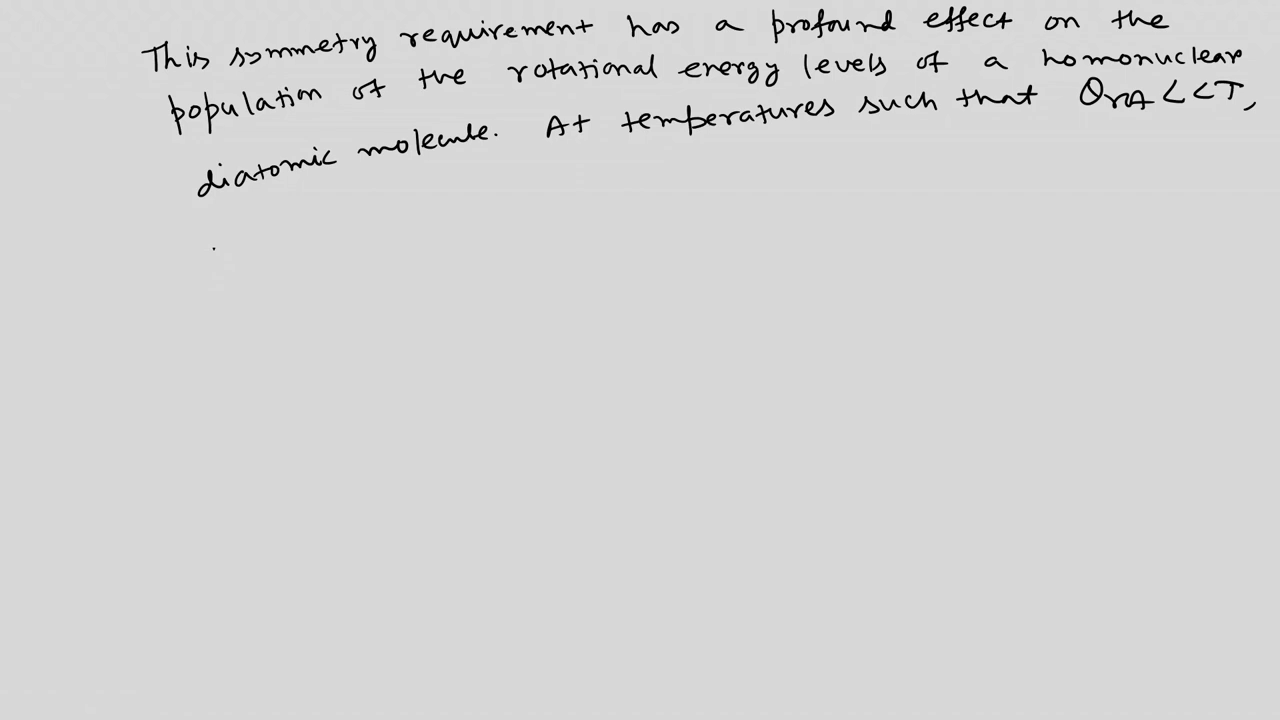 This symmetry requirement has a profound effect on the
population of the rotational energy levels of a homonuclear
diatomic molecule. At temperatures such that Θrot << T,